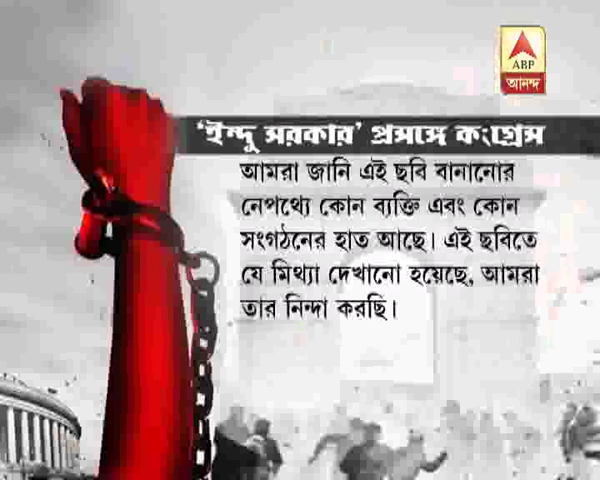 ABP
আনন্দ
‘ইন্দু সরকার’ প্রসঙ্গে কংগ্রেস
আমরা জানি এই ছবি বানানোর
নেপথ্যে কোন ব্যক্তি এবং কোন
সংগঠনের হাত আছে। এই ছবিতে
যে মিথ্যা দেখানো হয়েছে, আমরা
তার নিন্দা করছি।